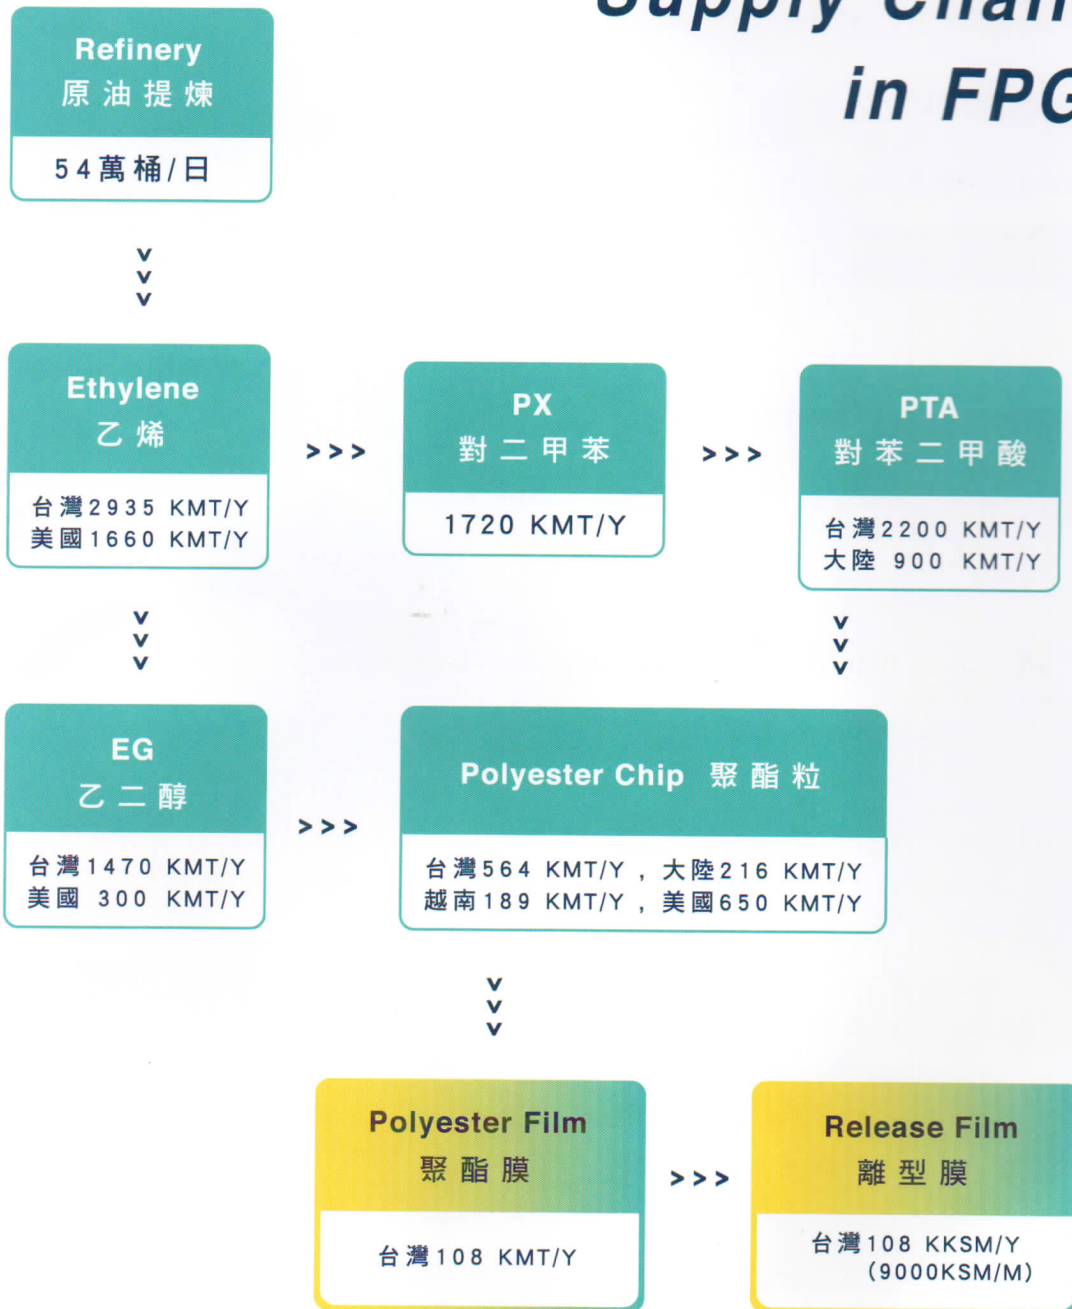 Supply Chain
in FPG
Refinery
原油提煉
54萬桶/日
Ethylene
乙烯
台灣2935 KMT/Y
美國1660 KMT/Y
>>>
PX
對二甲苯
1720 KMT/Y
>>>
PTA
對苯二甲酸
台灣2200 KMT/Y
大陸 900 KMT/Y
EG
乙二醇
台灣1470 KMT/Y
美國 300 KMT/Y
>>>
Polyester Chip 聚酯粒
台灣564 KMT/Y , 大陸216 KMT/Y
越南189 KMT/Y , 美國650 KMT/Y
Polyester Film
聚酯膜
台灣108 KMT/Y
>>>
Release Film
離型膜
台灣108 KKSM/Y
(9000KSM/M)